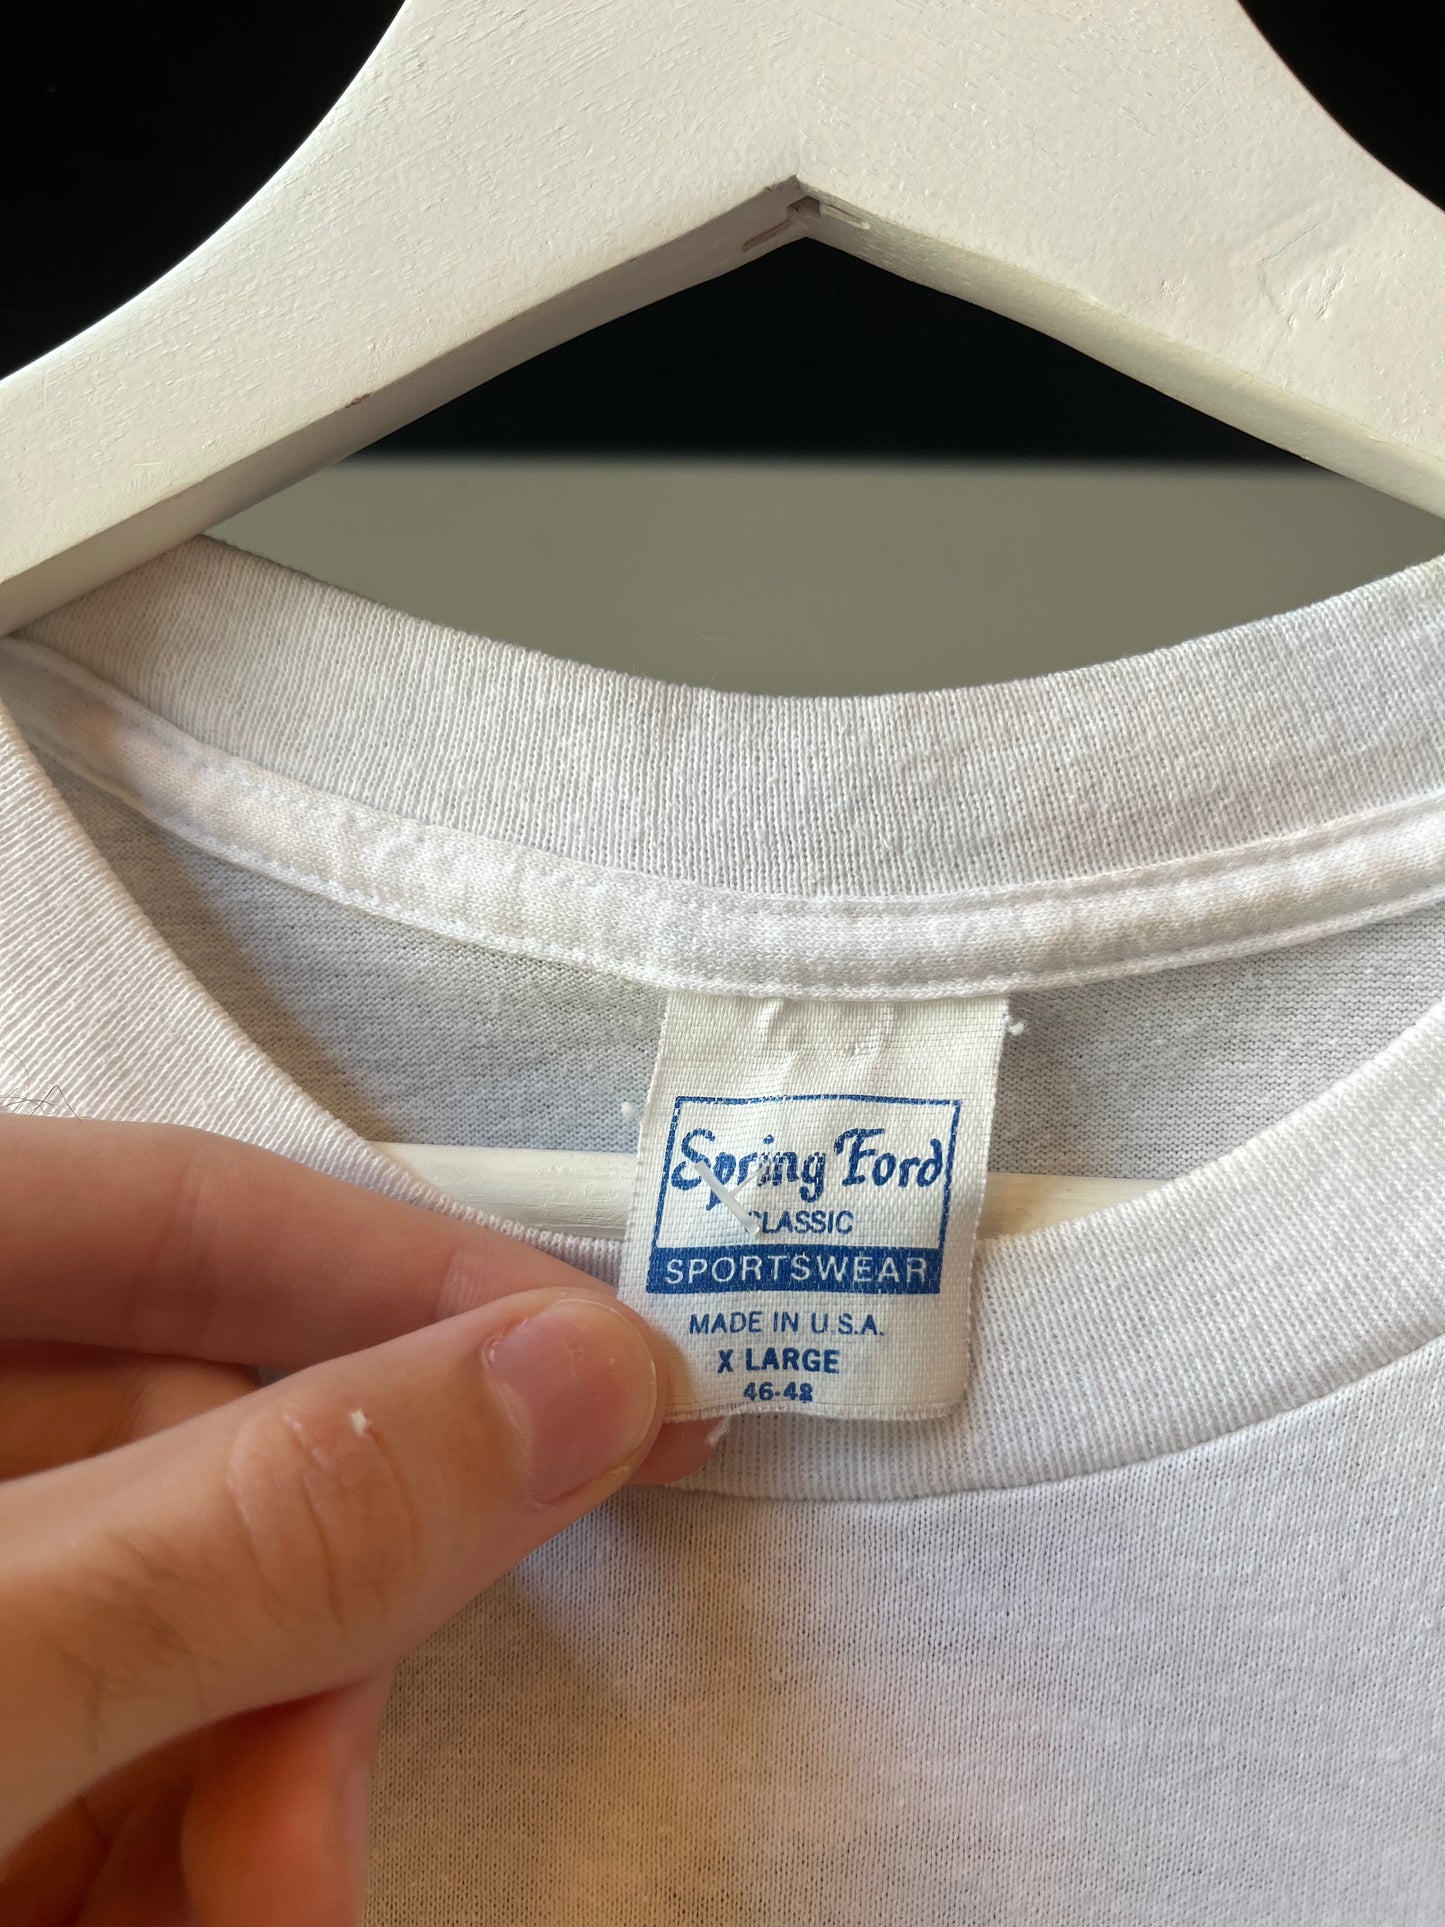 Spring Ford
CLASSIC
SPORTSWEAR
MADE IN U.S.A.
X LARGE
46-48